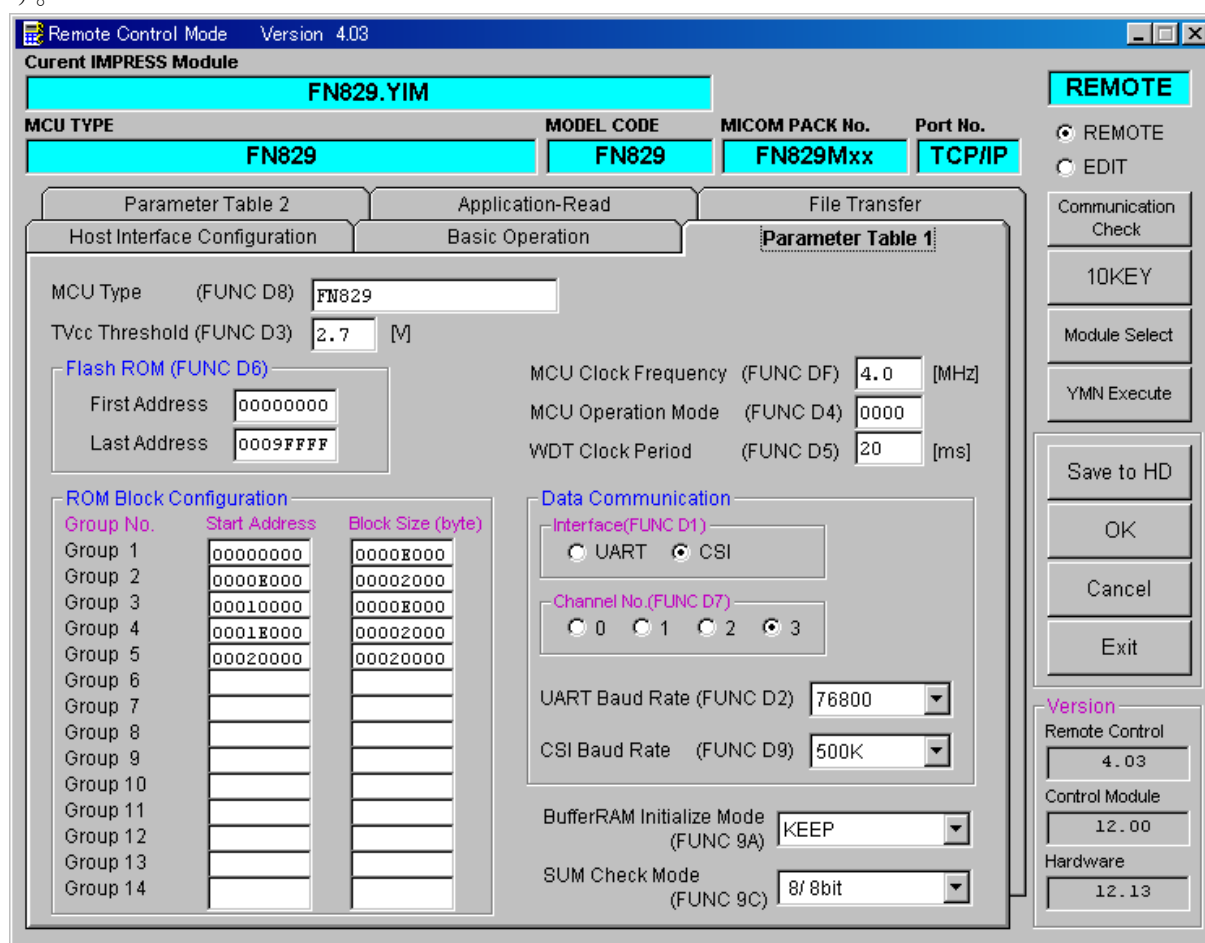 す。
Remote Control Mode Version 4.03
Curent IMPRESS Module
FN829.YIM
MCU TYPE MODEL CODE MICOM PACK No. Port No.
FN829 FN829 FN829Mxx TCP/IP
REMOTE
REMOTE
EDIT
Communication
Check
10KEY
Module Select
YMN Execute
Save to HD
OK
Cancel
Exit
Version
Remote Control
4.03
Control Module
12.00
Hardware
12.13
Parameter Table 2 Application-Read File Transfer
Host Interface Configuration Basic Operation Parameter Table 1
MCU Type (FUNC D8) FN829
TVcc Threshold (FUNC D3) 2.7 [V]
Flash ROM (FUNC D6)
First Address 00000000
Last Address 0009FFFF
MCU Clock Frequency (FUNC DF) 4.0 [MHz]
MCU Operation Mode (FUNC D4) 0000
WDT Clock Period (FUNC D5) 20 [ms]
ROM Block Configuration
Group No. Start Address Block Size (byte)
Group 1 00000000 0000E000
Group 2 0000E000 00002000
Group 3 00010000 0000E000
Group 4 0001E000 00002000
Group 5 00020000 00020000
Group 6
Group 7
Group 8
Group 9
Group 10
Group 11
Group 12
Group 13
Group 14
Data Communication
Interface(FUNC D1)
UART CSI
Channel No.(FUNC D7)
0 1 2 3
UART Baud Rate (FUNC D2) 76800
CSI Baud Rate (FUNC D9) 500K
BufferRAM Initialize Mode
(FUNC 9A) KEEP
SUM Check Mode
(FUNC 9C) 8/ 8bit